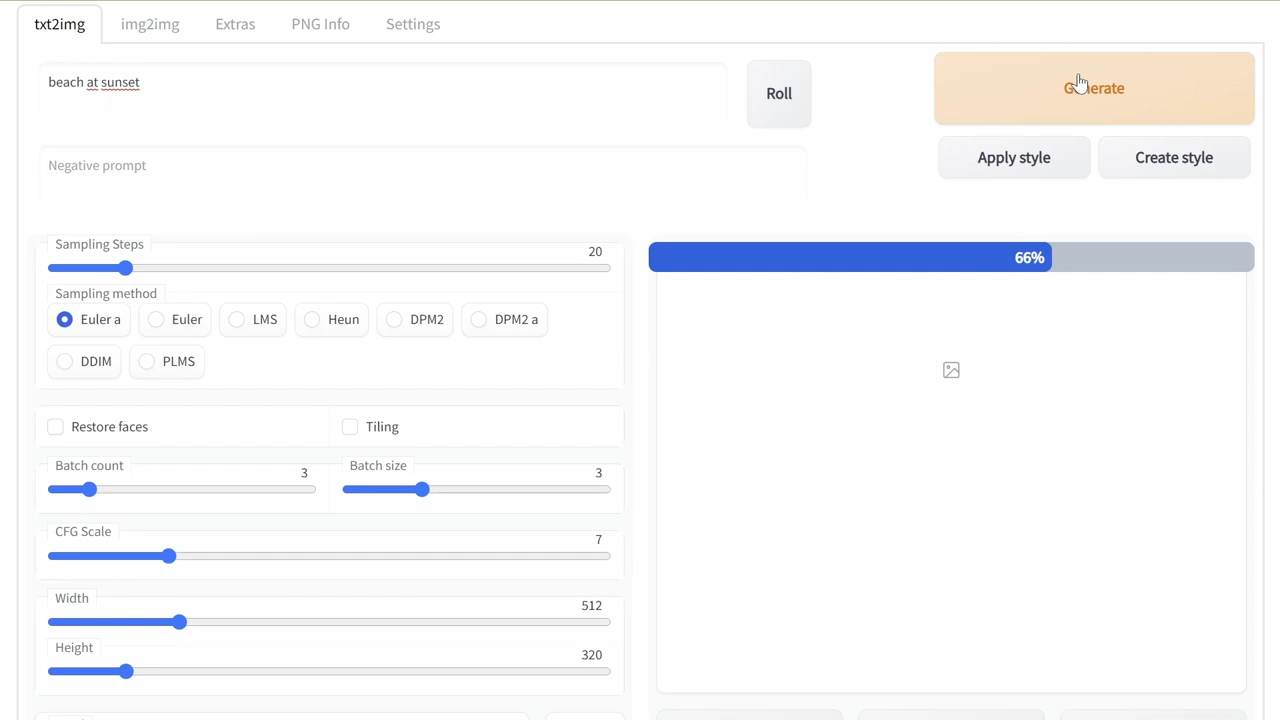 txt2img img2img Extras PNG Info Settings
beach at sunset
Roll
Generate
Negative prompt
Apply style Create style
Sampling Steps
20
66%
Sampling method
Euler a Euler LMS Heun DPM2 DPM2 a
DDIM PLMS
Restore faces Tiling
Batch count 3 Batch size 3
CFG Scale
7
Width
512
Height
320